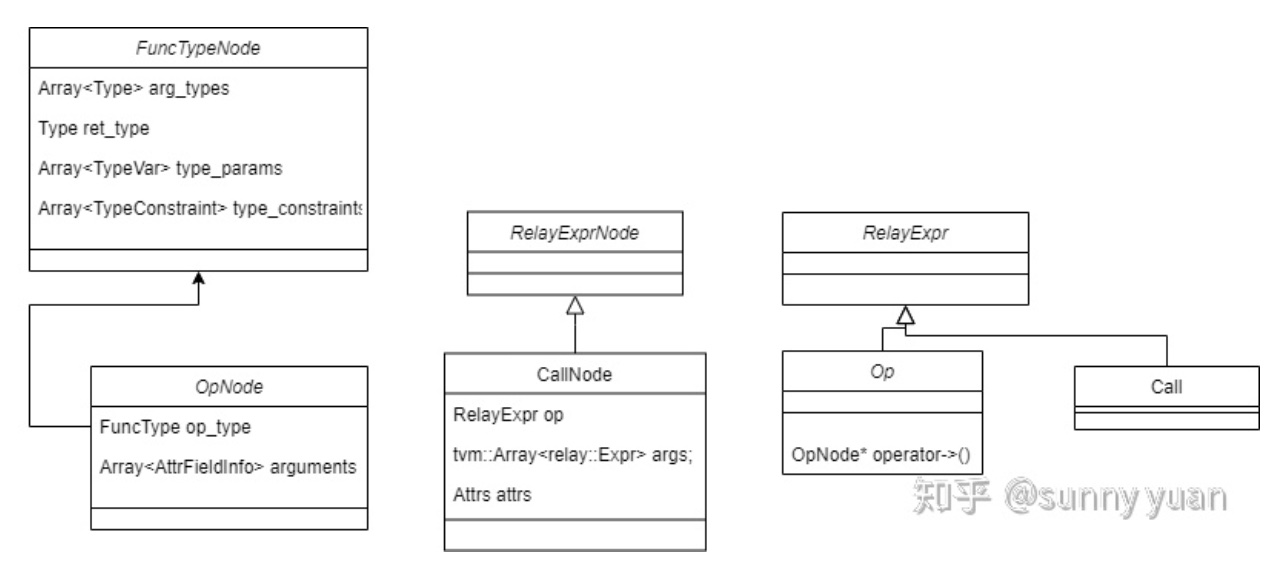 FuncTypeNode
Array<Type> arg_types
Type ret_type
Array<TypeVar> type_params
Array<TypeConstraint> type_constraints
OpNode
FuncType op_type
Array<AttrFieldInfo> arguments
RelayExprNode
CallNode
RelayExpr op
tvm::Array<relay::Expr> args;
Attrs attrs
RelayExpr
Op
OpNode* operator->()
Call
知乎 @sunny yuan